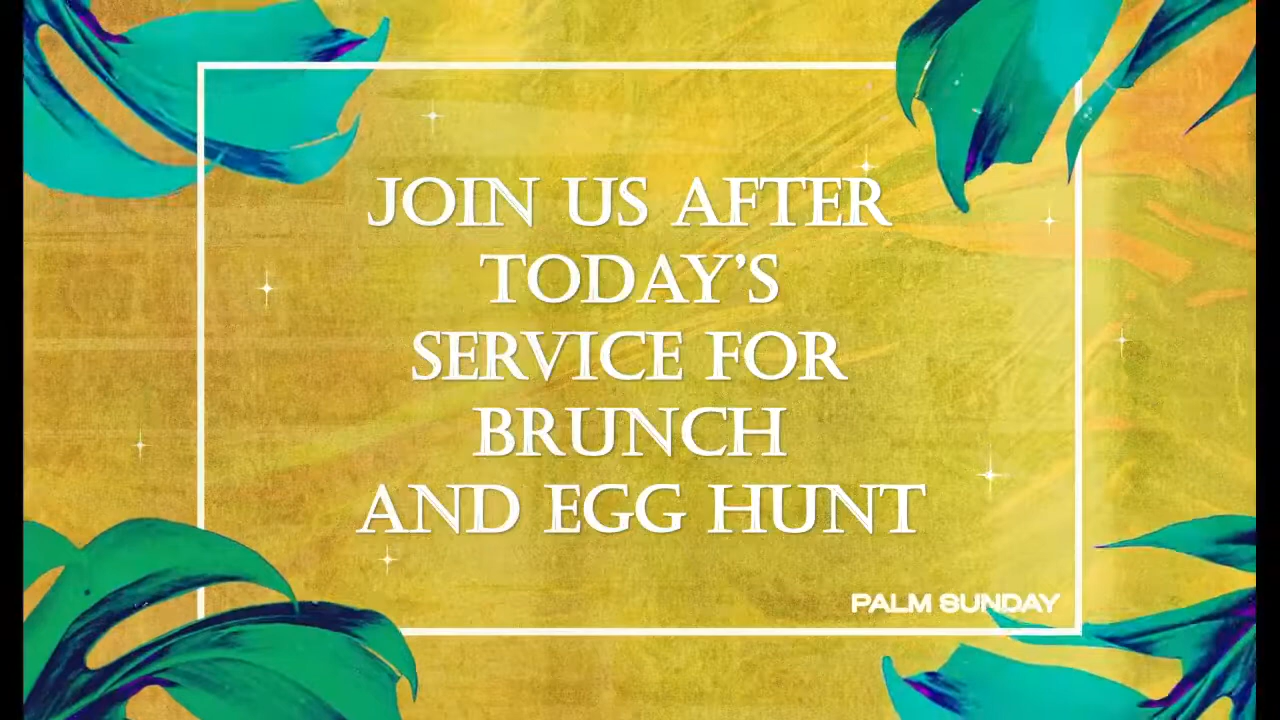 JOIN US AFTER
TODAY’S
SERVICE FOR
BRUNCH
AND EGG HUNT
PALM SUNDAY